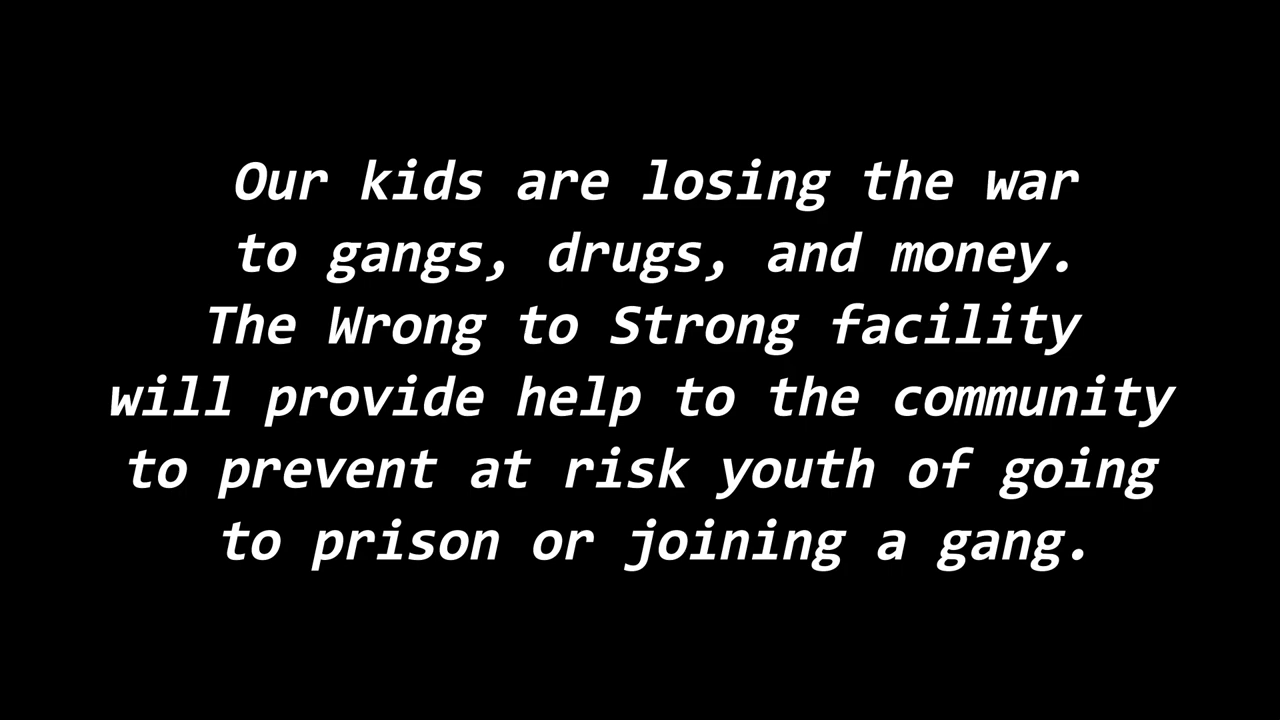 Our kids are losing the war
to gangs, drugs, and money.
The Wrong to Strong facility
will provide help to the community
to prevent at risk youth of going
to prison or joining a gang.